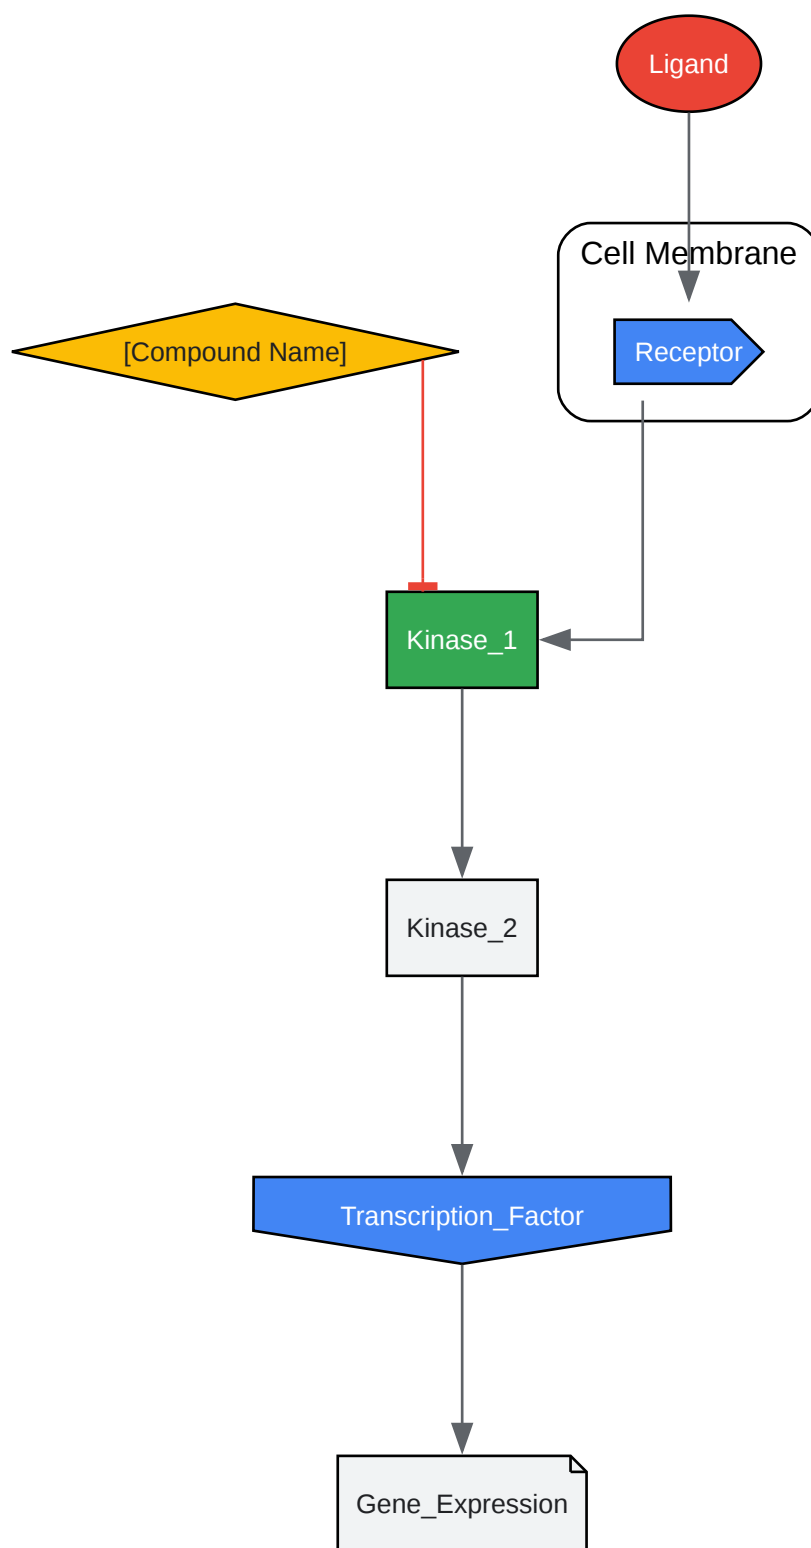 Ligand
Cell Membrane
[Compound Name]
Receptor
Kinase_1
Kinase_2
Transcription_Factor
Gene_Expression